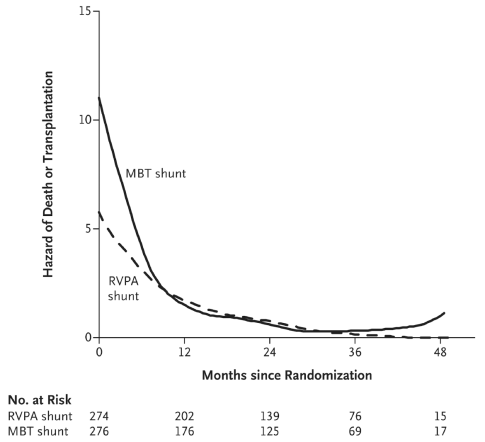 Hazard of Death or Transplantation
15
10
5
0
MBT shunt
RVPA
shunt
0 12 24 36 48
Months since Randomization
No. at Risk
RVPA shunt 274 202 139 76 15
MBT shunt 276 176 125 69 17